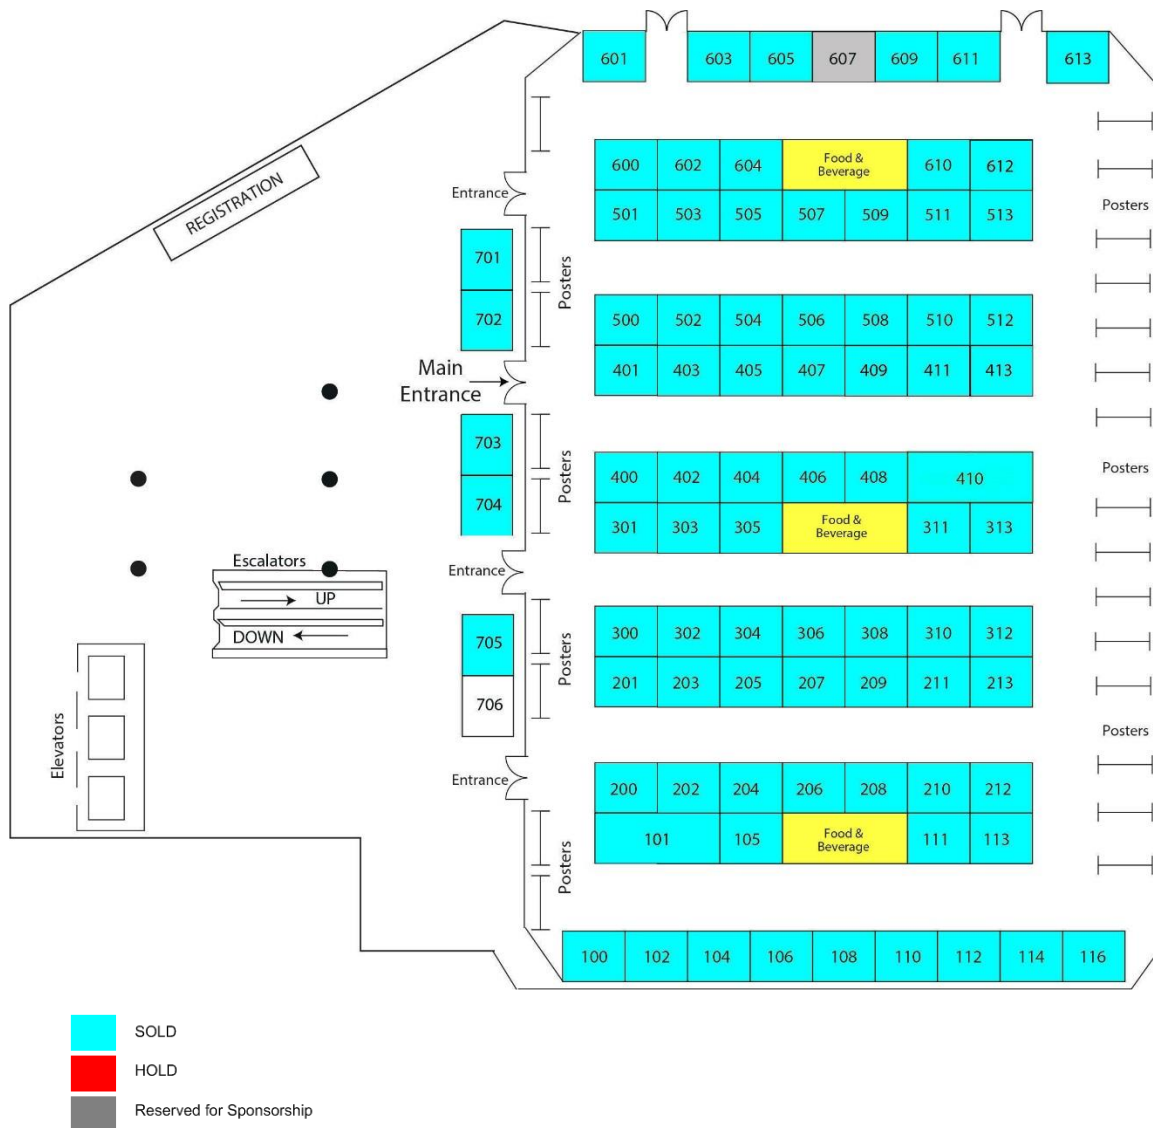 601 603 605 607 609 611 613
600 602 604 Food &
Beverage 610 612
501 503 505 507 509 511 513
Entrance
REGISTRATION
Posters
701
702
Posters
500 502 504 506 508 510 512
401 403 405 407 409 411 413
Main
Entrance
703
704
Posters
Posters
400 402 404 406 408 410
301 303 305 Food &
Beverage 311 313
Entrance
Escalators
UP
DOWN
705
706
Posters
300 302 304 306 308 310 312
201 203 205 207 209 211 213
Elevators
Posters
Entrance
200 202 204 206 208 210 212
101 105 Food &
Beverage 111 113
Posters
100 102 104 106 108 110 112 114 116
SOLD
HOLD
Reserved for Sponsorship